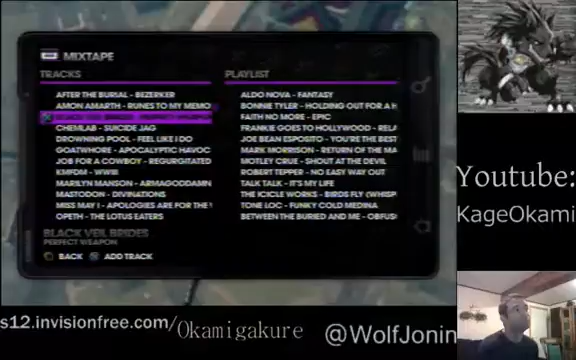 MIXTAPE
TRACKS
AFTER THE BURIAL - BEZERKER
AMON AMARTH - RUNES TO MY MEMO
BLACK VEIL BRIDES - PERFECT WEAPON
CHEMLAB - SUICIDE JAG
DROWNING POOL - FEEL LIKE I DO
GOATWHORE - APOCALYPTIC HAVOC
JOB FOR A COWBOY - REGURGITATED
KMFDM - WWIII
MARILYN MANSON - ARMAGODDAMN
MASTODON - DIVINATIONS
MISS MAY I - APOLOGIES ARE FOR THE
OPETH - THE LOTUS EATERS
PLAYLIST
ALDO NOVA - FANTASY
BONNIE TYLER - HOLDING OUT FOR A H
FAITH NO MORE - EPIC
FRANKIE GOES TO HOLLYWOOD - RELA
JOE BEAN ESPOSITO - YOU'RE THE BEST
MARK MORRISON - RETURN OF THE MA
MOTLEY CRUE - SHOUT AT THE DEVIL
ROBERT TEPPER - NO EASY WAY OUT
TALK TALK - IT'S MY LIFE
THE ICICLE WORKS - BIRDS FLY (WHISP
TONE LOC - FUNKY COLD MEDINA
BETWEEN THE BURIED AND ME - OBFUS
BLACK VEIL BRIDES
PERFECT WEAPON
BACK ADD TRACK
Youtube:
KageOkami
s12.invisionfree.com/Okamigakure
@WolfJonin